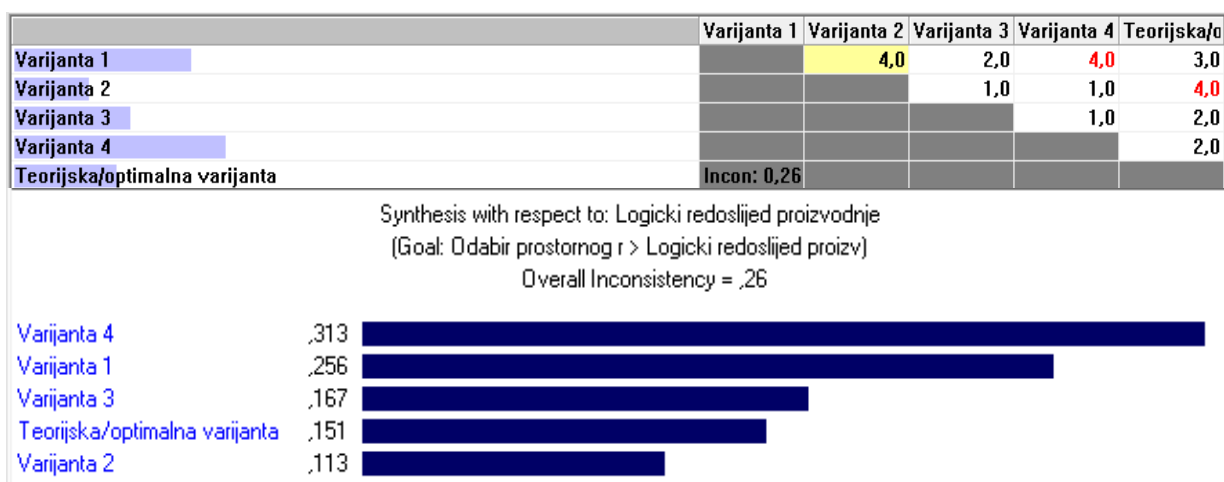 Varijanta 1 Varijanta 2 Varijanta 3 Varijanta 4 Teorijska/o
Varijanta 1 4,0 2,0 4,0 3,0
Varijanta 2 1,0 1,0 4,0
Varijanta 3 1,0 2,0
Varijanta 4 2,0
Teorijska/optimalna varijanta Incon: 0,26
Synthesis with respect to: Logicki redoslijed proizvodnje
(Goal: Odabir prostornog r > Logicki redoslijed proizv)
Overall Inconsistency = ,26
Varijanta 4 ,313
Varijanta 1 ,256
Varijanta 3 ,167
Teorijska/optimalna varijanta ,151
Varijanta 2 ,113